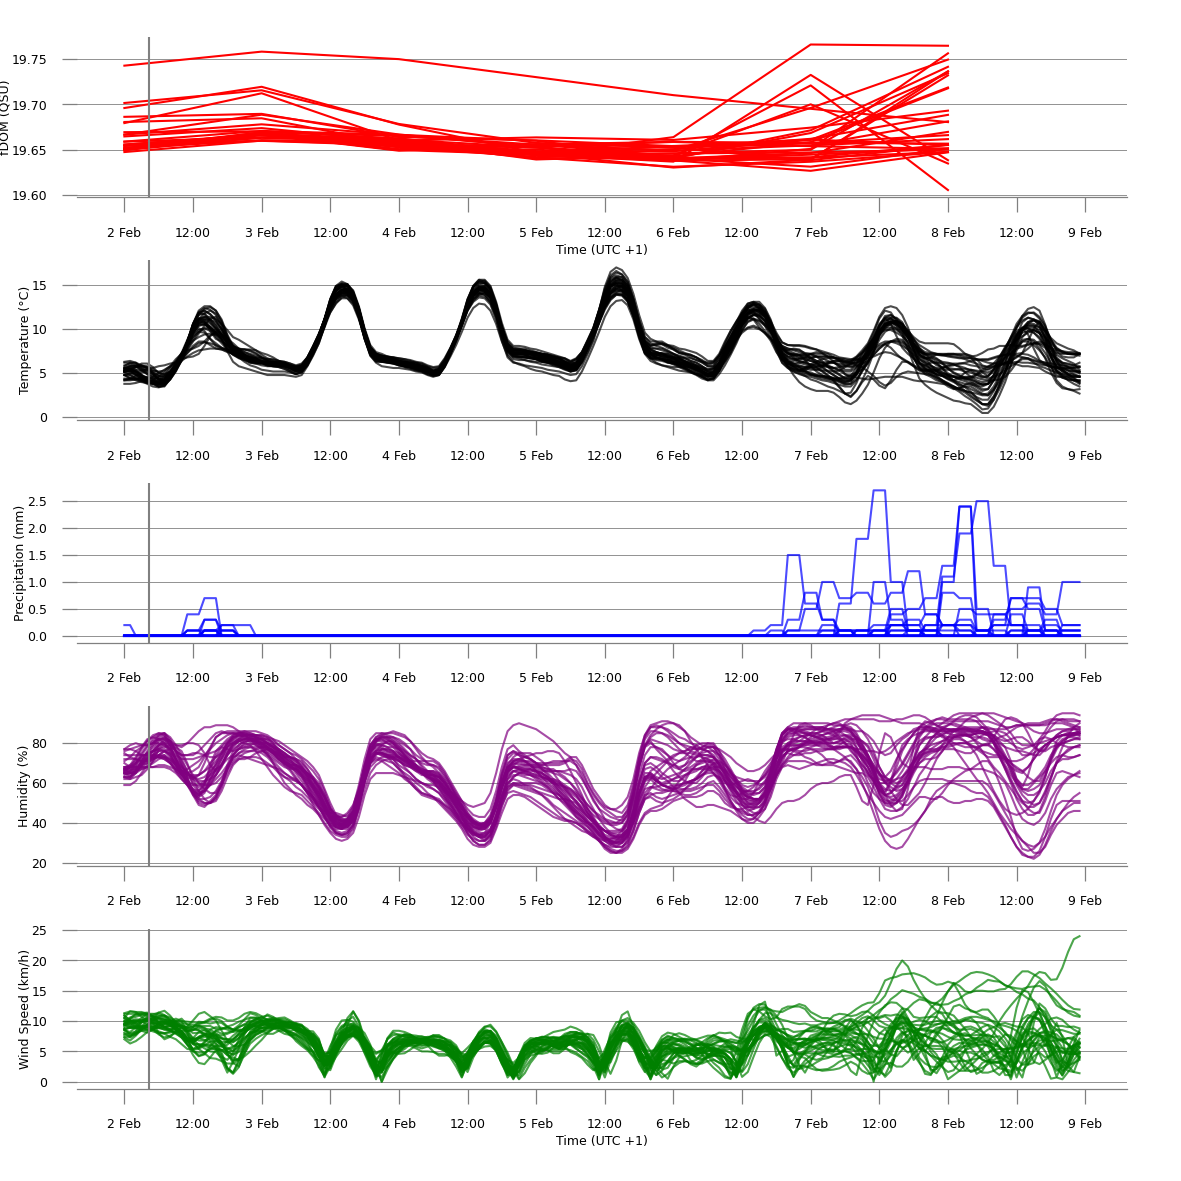 fDOM (QSU)
19.75
19.70
19.65
19.60
2 Feb 12:00 3 Feb 12:00 4 Feb 12:00 5 Feb 12:00 6 Feb 12:00 7 Feb 12:00 8 Feb 12:00 9 Feb
Time (UTC +1)
Temperature (°C)
15
10
5
0
2 Feb 12:00 3 Feb 12:00 4 Feb 12:00 5 Feb 12:00 6 Feb 12:00 7 Feb 12:00 8 Feb 12:00 9 Feb
Precipitation (mm)
2.5
2.0
1.5
1.0
0.5
0.0
2 Feb 12:00 3 Feb 12:00 4 Feb 12:00 5 Feb 12:00 6 Feb 12:00 7 Feb 12:00 8 Feb 12:00 9 Feb
Humidity (%)
80
60
40
20
2 Feb 12:00 3 Feb 12:00 4 Feb 12:00 5 Feb 12:00 6 Feb 12:00 7 Feb 12:00 8 Feb 12:00 9 Feb
Wind Speed (km/h)
25
20
15
10
5
0
2 Feb 12:00 3 Feb 12:00 4 Feb 12:00 5 Feb 12:00 6 Feb 12:00 7 Feb 12:00 8 Feb 12:00 9 Feb
Time (UTC +1)